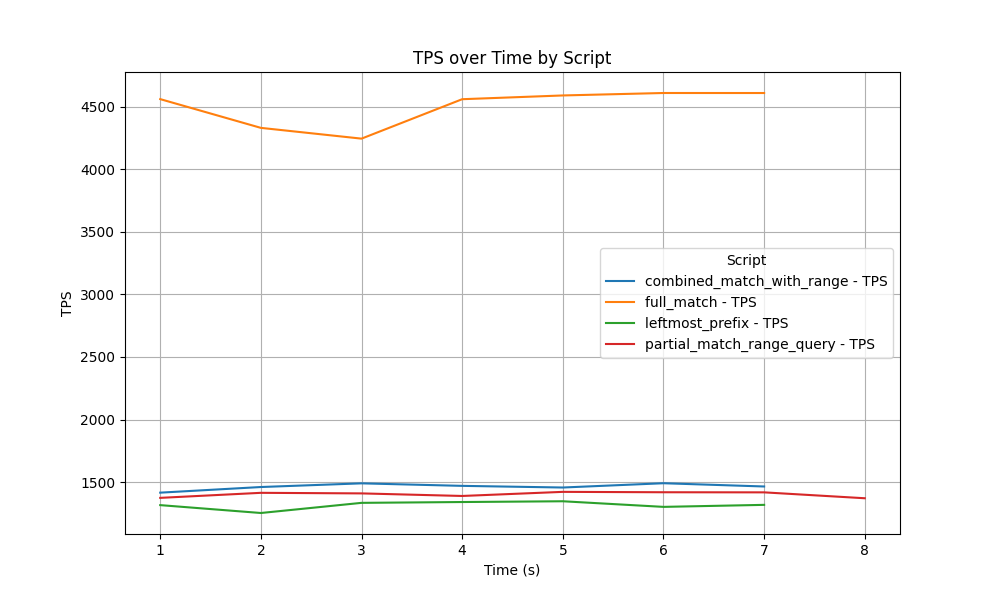 TPS over Time by Script
4500
4000
3500
3000
2500
2000
1500
TPS
Script
combined_match_with_range - TPS
full_match - TPS
leftmost_prefix - TPS
partial_match_range_query - TPS
1 2 3 4 5 6 7 8
Time (s)